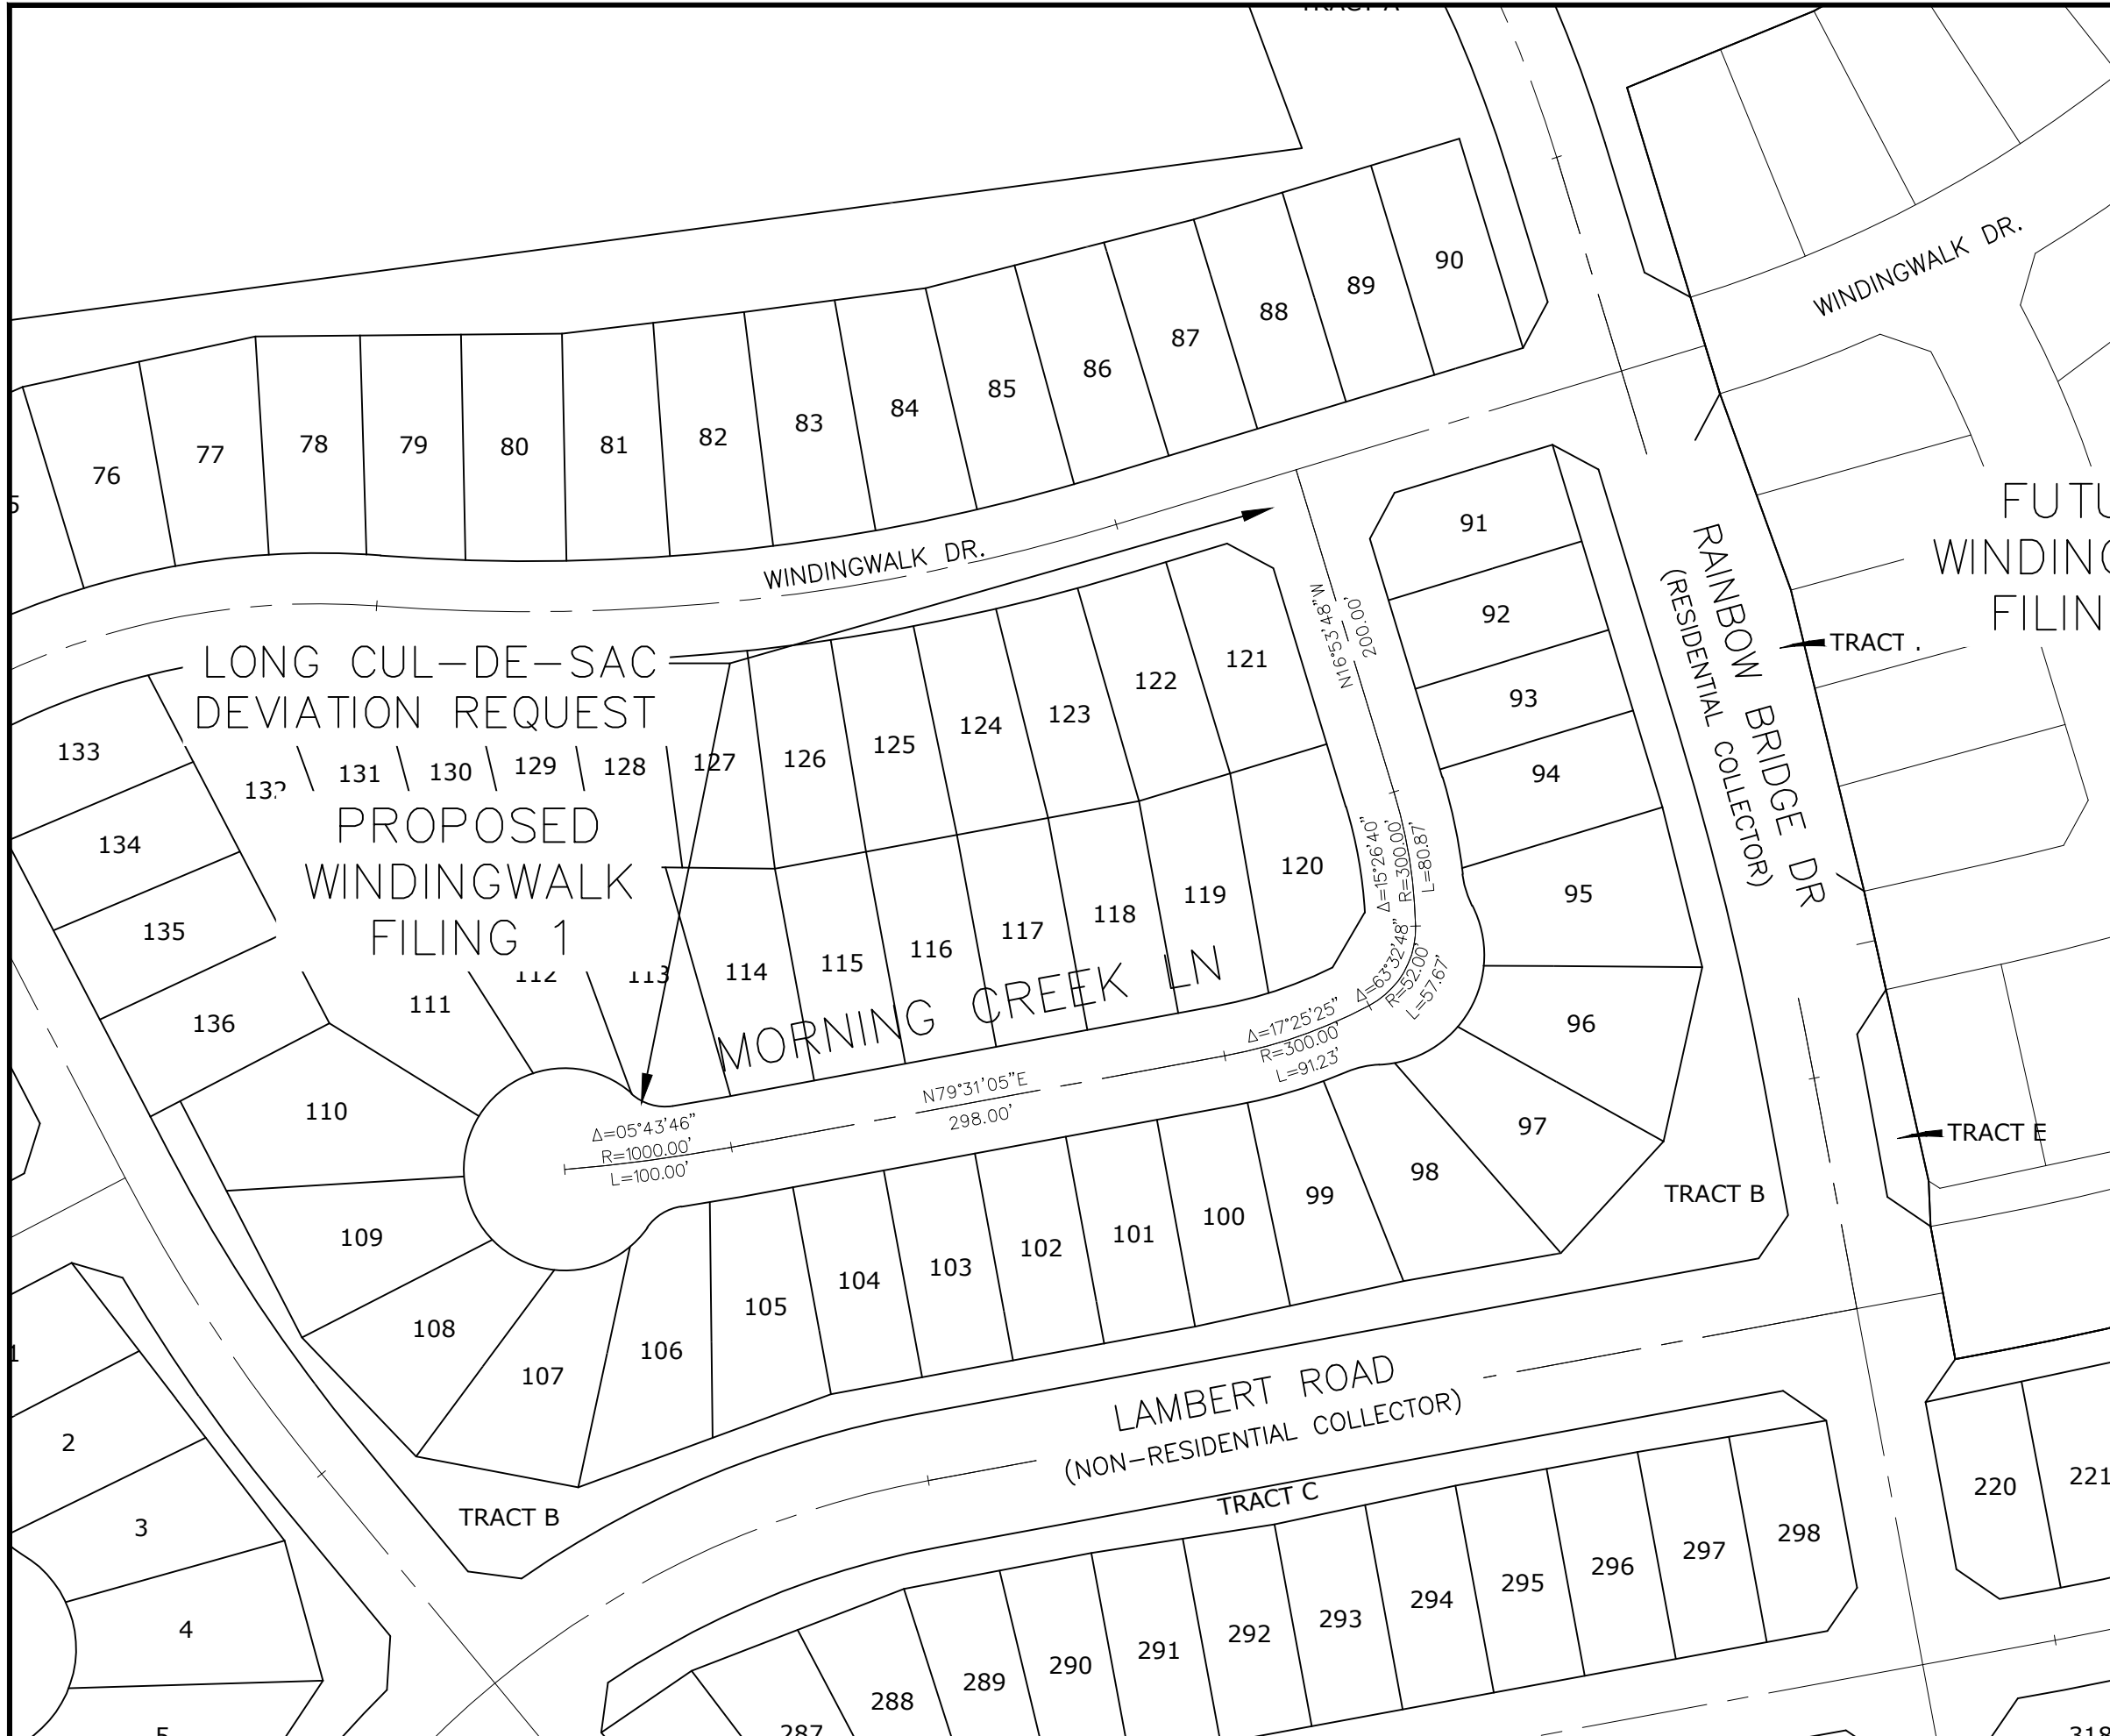 90
89
88
87
86
85
84
83
82
81
80
79
78
77
76
WINDINGWALK DR.
WINDINGWALK DR.
LONG CUL-DE-SAC
DEVIATION REQUEST
PROPOSED
WINDINGWALK
FILING 1
91
92
93
94
95
96
97
98
99
100
101
102
103
104
105
106
107
108
109
110
111
112
113
114
115
116
117
118
119
120
121
122
123
124
125
126
127
128
129
130
131
133
134
135
136
MORNING CREEK LN
N16°53'48"W
200.00'
Δ=15°26'40"
R=300.00'
L=80.87'
Δ=63°32'48"
R=52.00'
L=57.67'
Δ=17°25'25"
R=300.00'
L=91.23'
N79°31'05"E
298.00'
Δ=05°43'46"
R=1000.00'
L=100.00'
RAINBOW BRIDGE DR
(RESIDENTIAL COLLECTOR)
TRACT .
TRACT E
TRACT B
TRACT B
LAMBERT ROAD
(NON-RESIDENTIAL COLLECTOR)
TRACT C
2
3
4
287
288
289
290
291
292
293
294
295
296
297
298
220
221
318